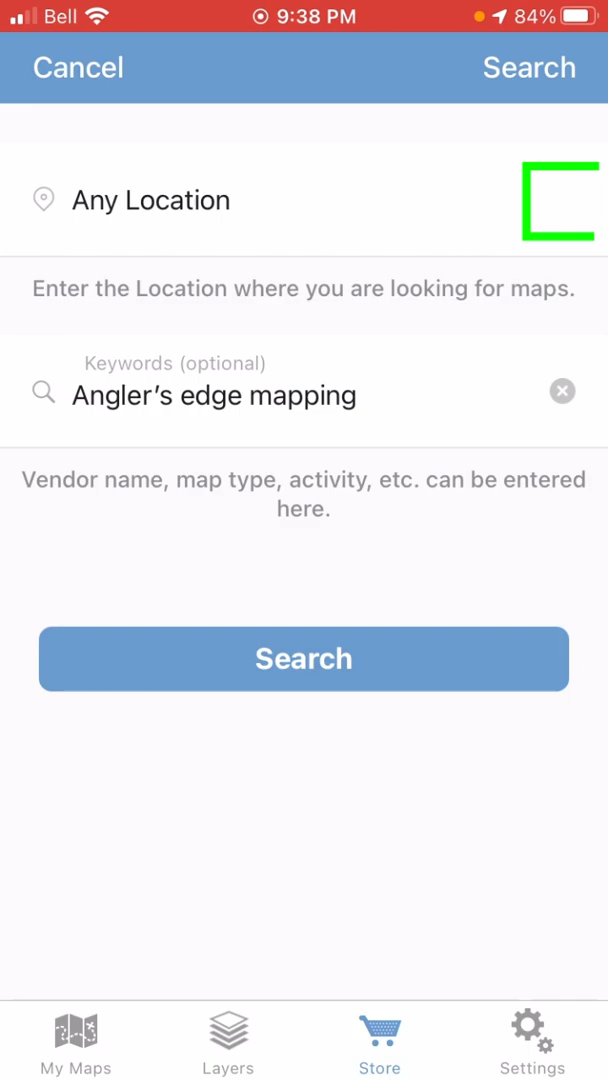 Bell 9:38 PM 84%
Cancel Search
Any Location
Enter the Location where you are looking for maps.
Keywords (optional)
Angler's edge mapping
Vendor name, map type, activity, etc. can be entered
here.
Search
My Maps Layers Store Settings